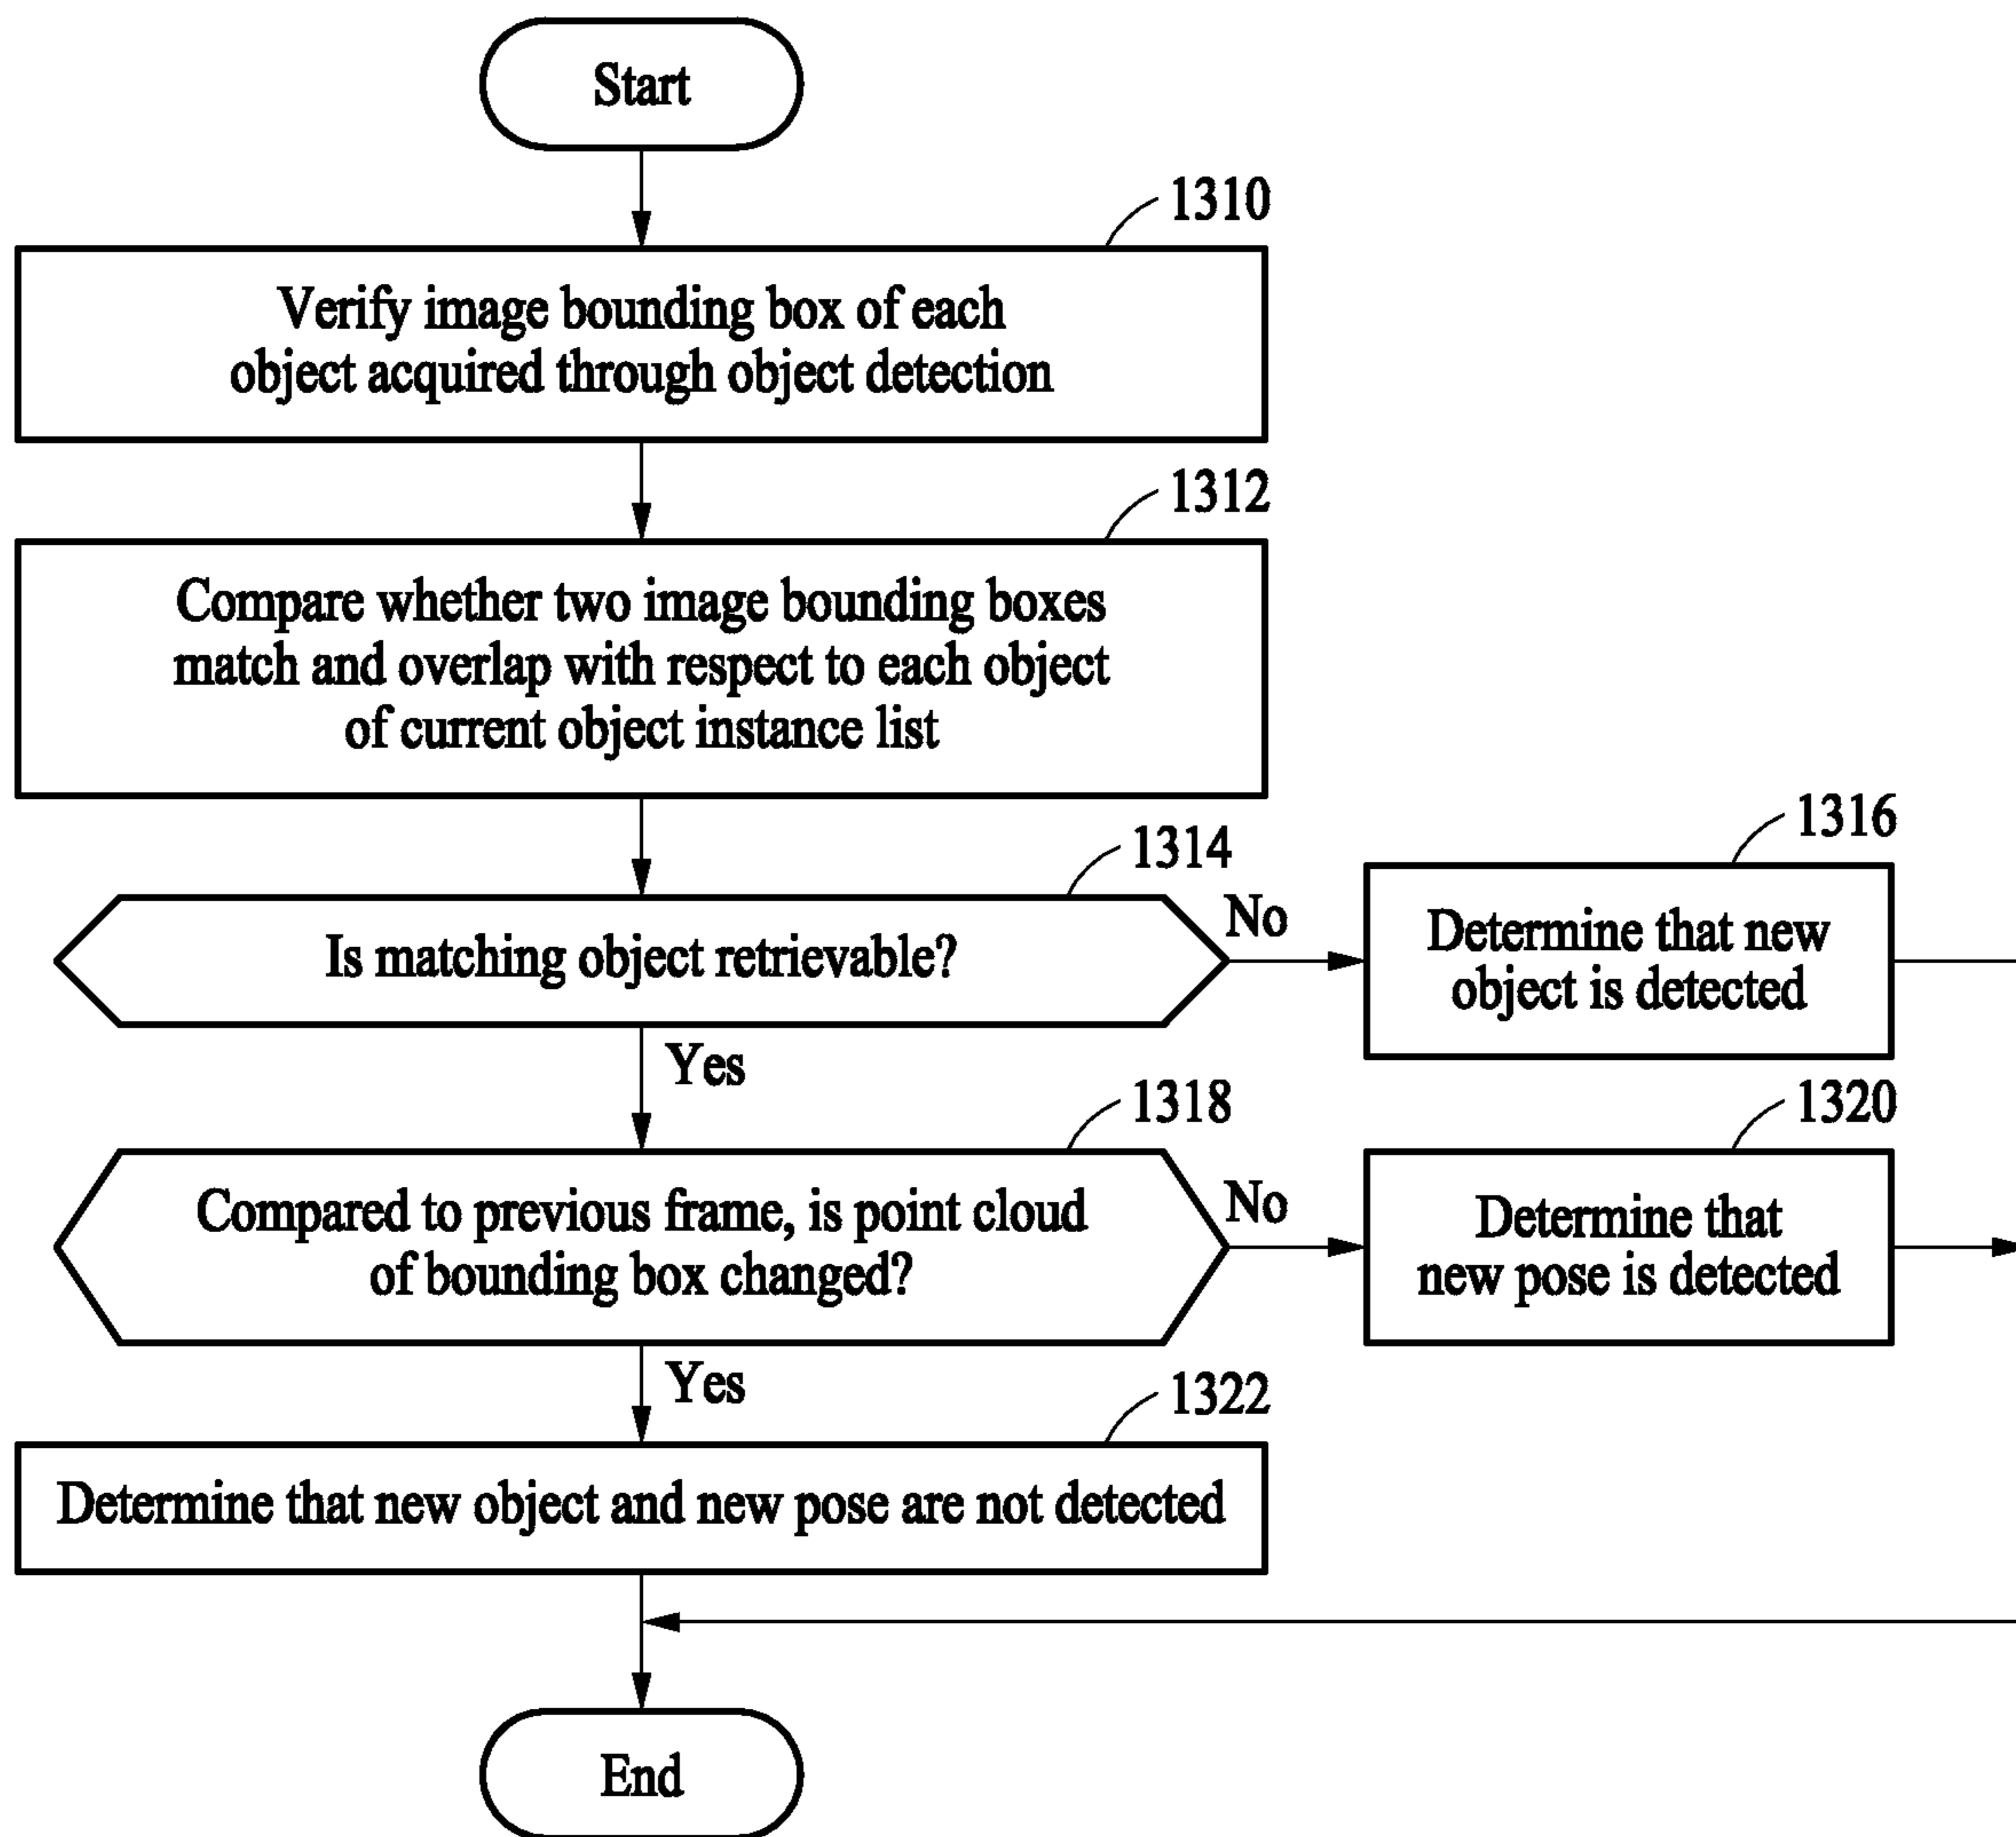 Start
1310
Verify image bounding box of each
object acquired through object detection
1312
Compare whether two image bounding boxes
match and overlap with respect to each object
of current object instance list
1314
Is matching object retrievable?
No
1316
Determine that new
object is detected
Yes
1318
Compared to previous frame, is point cloud
of bounding box changed?
No
1320
Determine that
new pose is detected
Yes
1322
Determine that new object and new pose are not detected
End